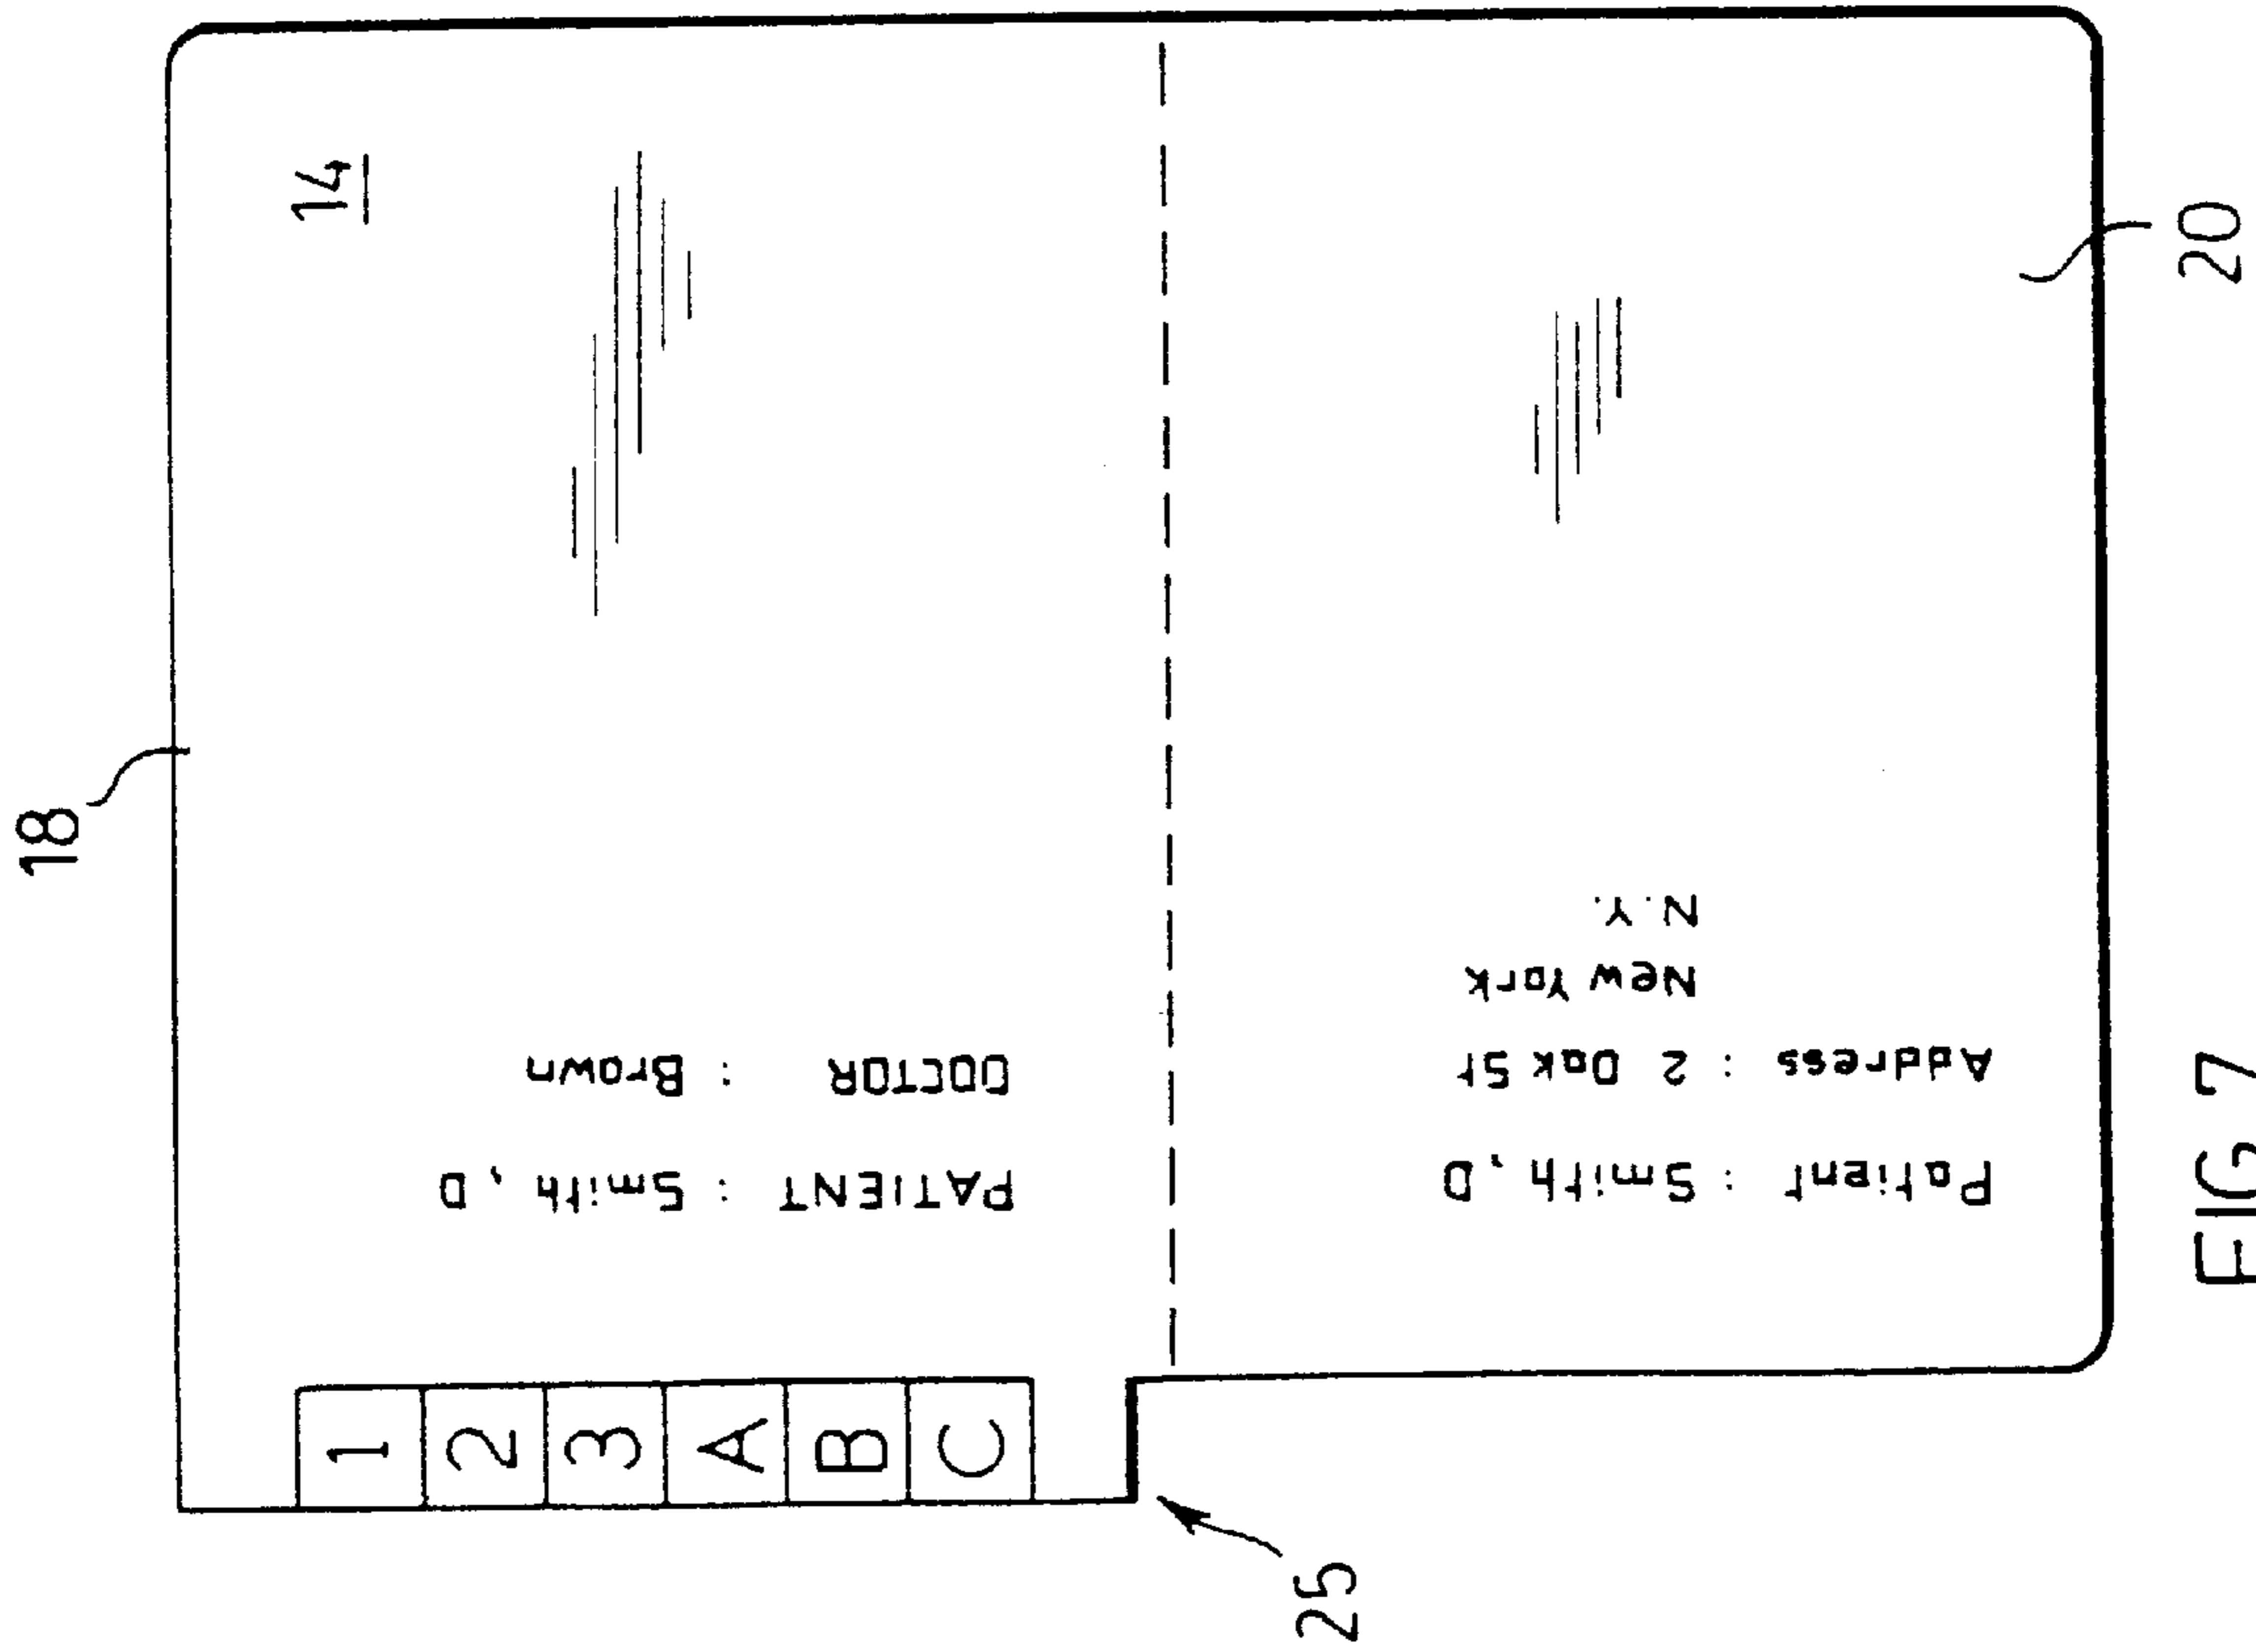 18
14
1
2
3
A
B
C
PATIENT : Smith, D
DOCTOR : Brown
25
Patient : Smith, D
Address : 2 Oak St
New York
N.Y.
20
FIG 7